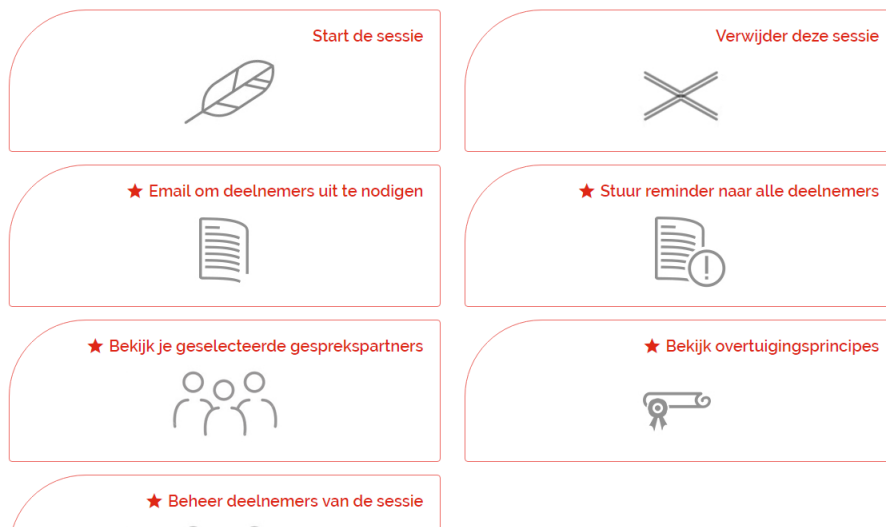 Start de sessie
Verwijder deze sessie
Email om deelnemers uit te nodigen
Stuur reminder naar alle deelnemers
Bekijk je geselecteerde gesprekspartners
Bekijk overtuigingsprincipes
Beheer deelnemers van de sessie